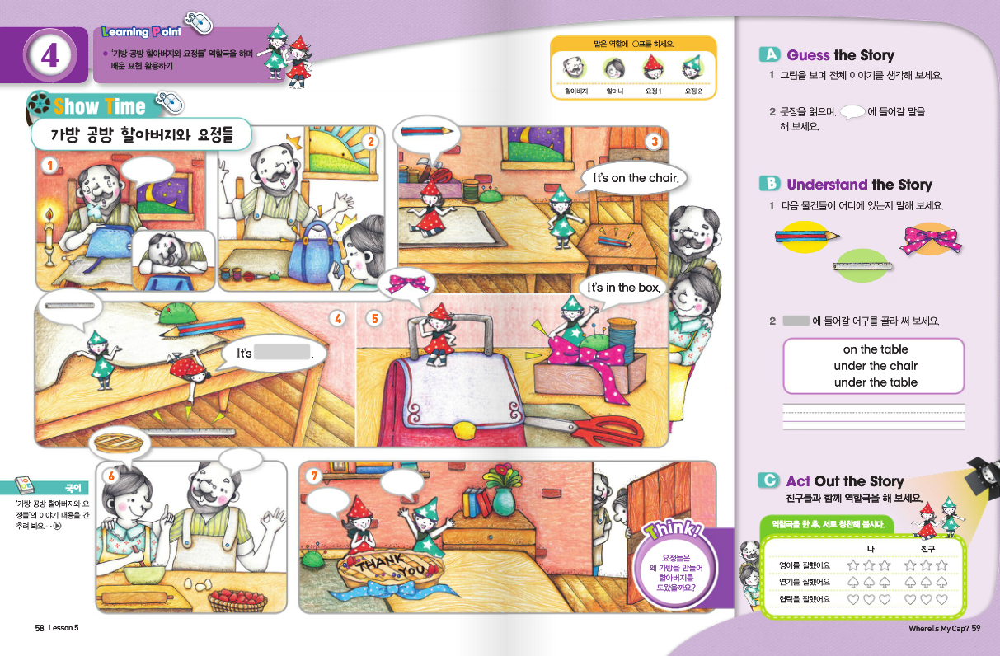 4
Learning Point
● '가방 공방 할아버지와 요정들' 역할극을 하며
배운 표현 활용하기
Show Time
가방 공방 할아버지와 요정들
맡은 역할에 ○표를 하세요.
할아버지 할머니 요정 1 요정 2
1
2
3
It's on the chair.
4
It's .
5
It's in the box.
6
7
THANK
YOU
Think!
요정들은
왜 가방을 만들어
할아버지를
도왔을까요?
국어
'가방 공방 할아버지와 요
정들'의 이야기 내용을 간
추려 봐요.
58 Lesson 5
A Guess the Story
1 그림을 보며 전체 이야기를 생각해 보세요.
2 문장을 읽으며, 에 들어갈 말을
해 보세요.
B Understand the Story
1 다음 물건들이 어디에 있는지 말해 보세요.
2 에 들어갈 어구를 골라 써 보세요.
on the table
under the chair
under the table
C Act Out the Story
친구들과 함께 역할극을 해 보세요.
역할극을 한 후, 서로 칭찬해 봅시다.
나 친구
영어를 잘했어요 ☆☆☆ ☆☆☆
연기를 잘했어요 ♤♤♤ ♤♤♤
협력을 잘했어요 ♡♡♡ ♡♡♡
Where Is My Cap? 59